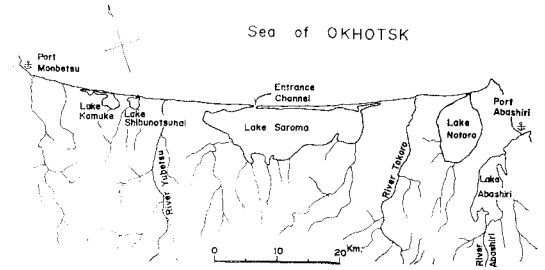 Sea of OKHOTSK
Port
Monbetsu
Entrance
Channel
Port
Abashiri
Lake
Komuke
Lake
Shibunotsunai
Lake Saroma
Lake
Notoro
River Yubetsu
River Tokoro
Lake
Abashiri
River
Abashiri
0 10 20 Km.